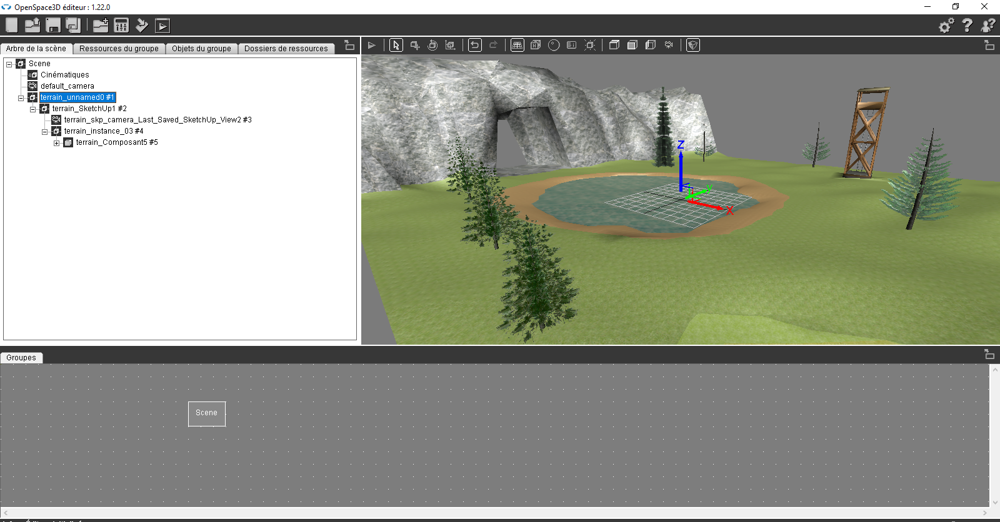 OpenSpace3D éditeur : 1.22.0
Arbre de la scène
Ressources du groupe
Objets du groupe
Dossiers de ressources
Scene
Cinématiques
default_camera
terrain_unnamed0 #1
terrain_SketchUp1 #2
terrain_skp_camera_Last_Saved_SketchUp_View2 #3
terrain_instance_03 #4
terrain_Composant5 #5
Z
y
X
Groupes
Scene